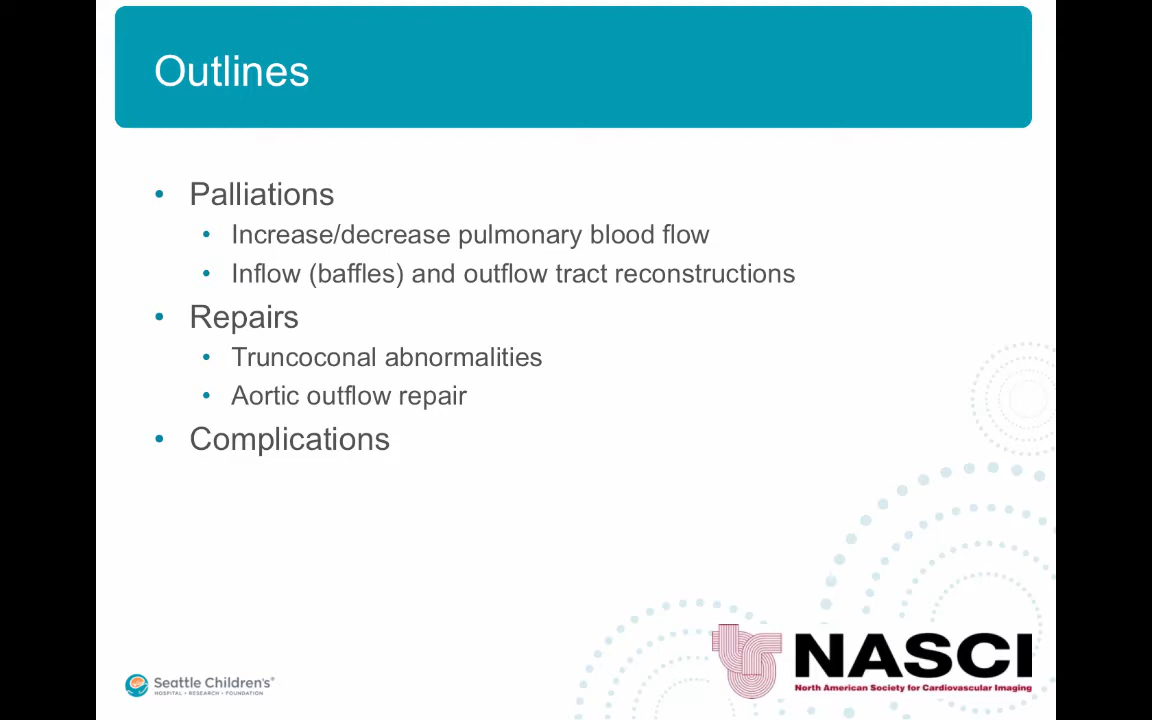 Outlines
• Palliations
• Increase/decrease pulmonary blood flow
• Inflow (baffles) and outflow tract reconstructions
• Repairs
• Truncoconal abnormalities
• Aortic outflow repair
• Complications
Seattle Children's®
HOSPITAL • RESEARCH • FOUNDATION
NASCI
North American Society for Cardiovascular Imaging